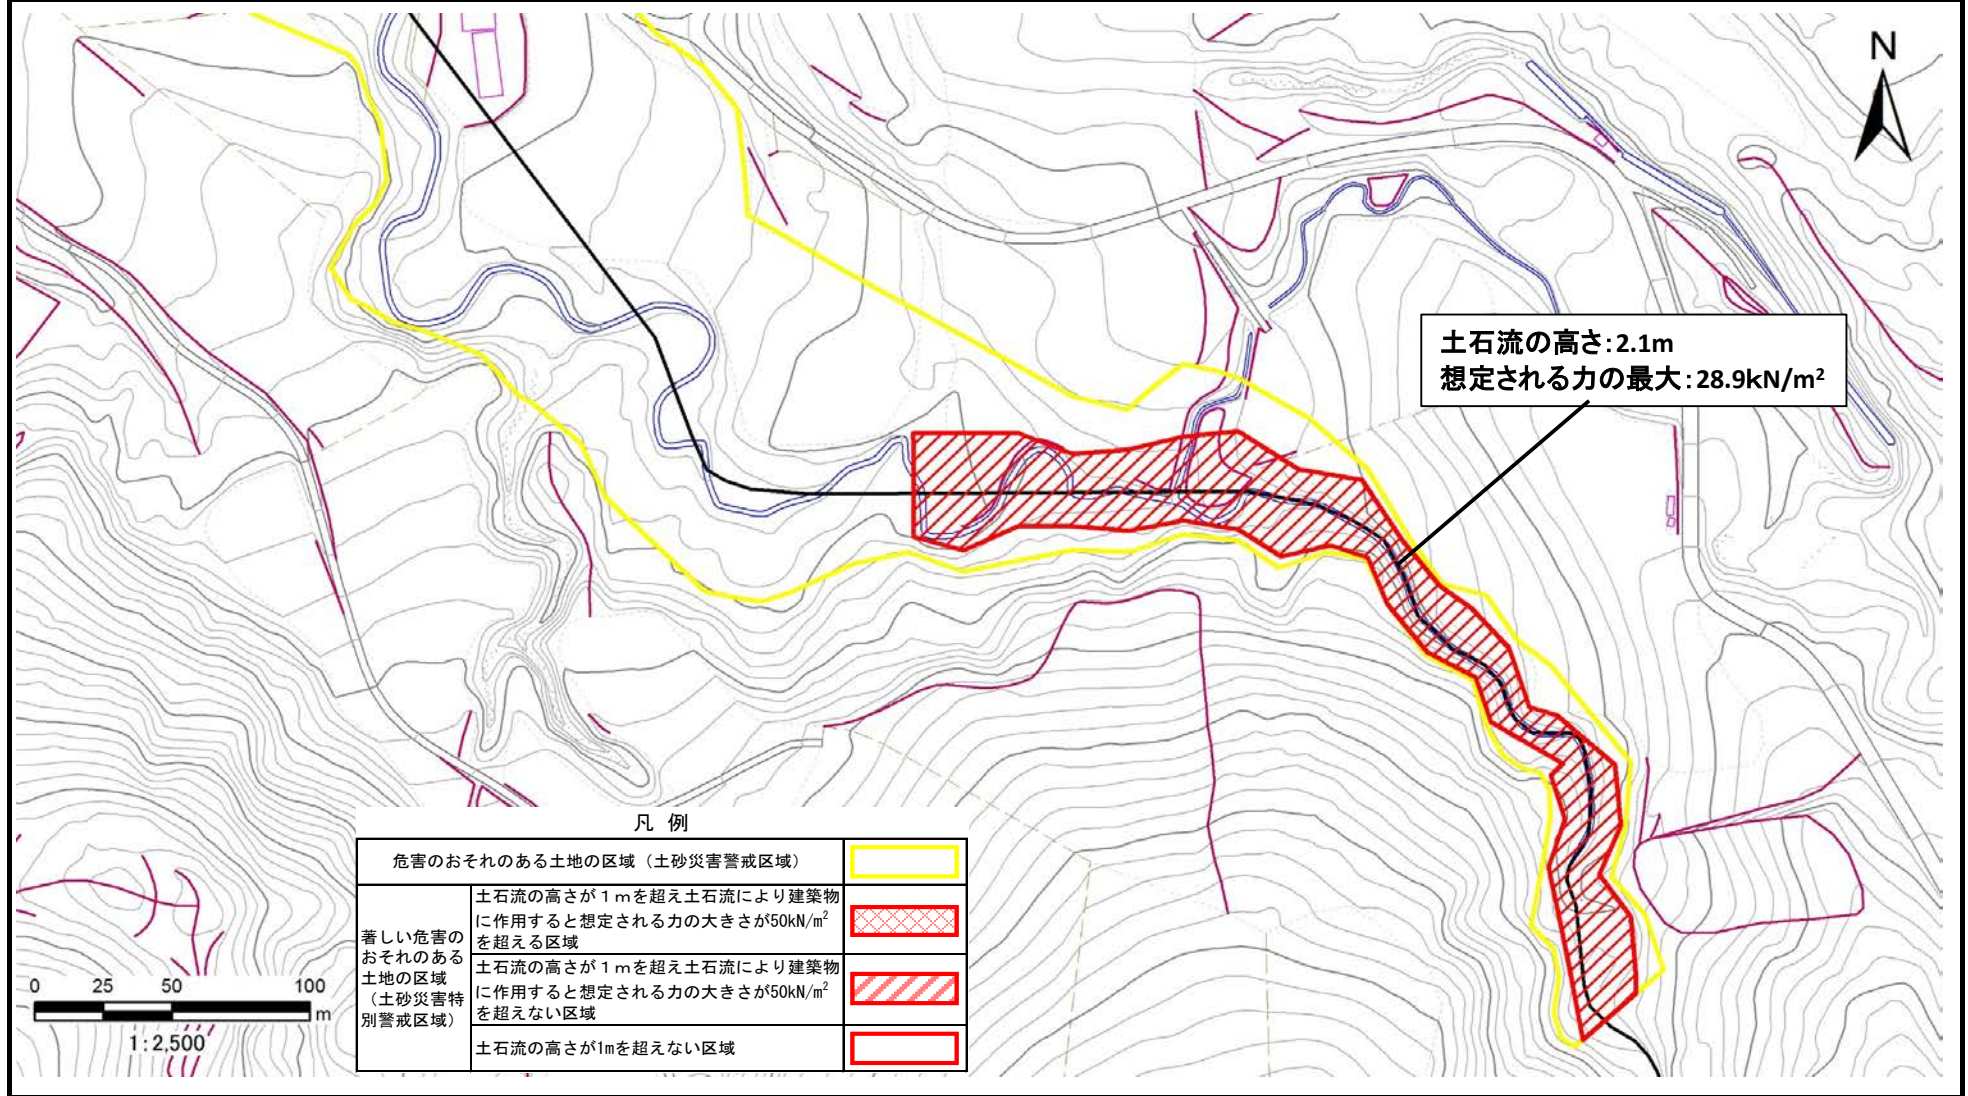 N
土石流の高さ:2.1m
想定される力の最大:28.9kN/m²
凡 例
危害のおそれのある土地の区域（土砂災害警戒区域）
著しい危害の
おそれのある
土地の区域
（土砂災害特
別警戒区域）
土石流の高さが１ｍを超え土石流により建築物
に作用すると想定される力の大きさが50kN/㎡
を超える区域
土石流の高さが１ｍを超え土石流により建築物
に作用すると想定される力の大きさが50kN/㎡
を超えない区域
土石流の高さが1mを超えない区域
0 25 50 100
m
1:2,500